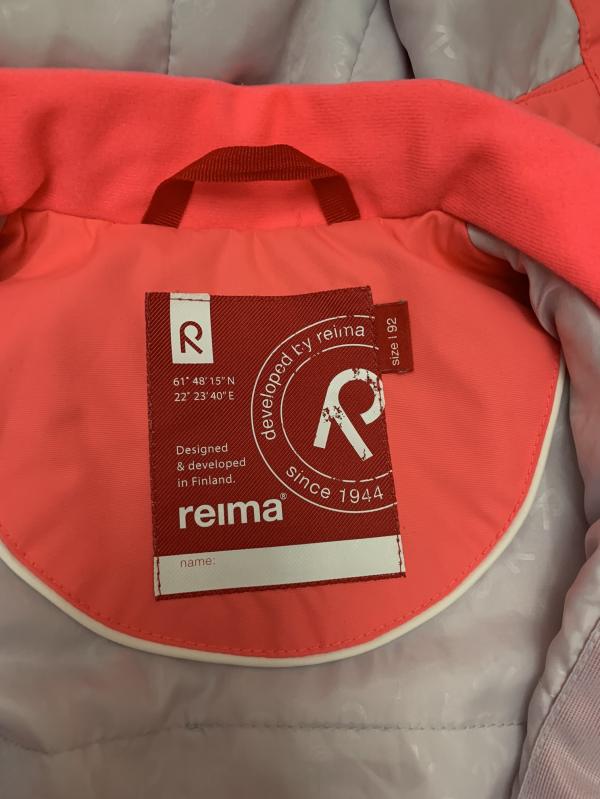 61° 48' 15" N
22° 23' 40" E
developed by reima
since 1944
Designed
& developed
in Finland.
reima®
name:
size | 92